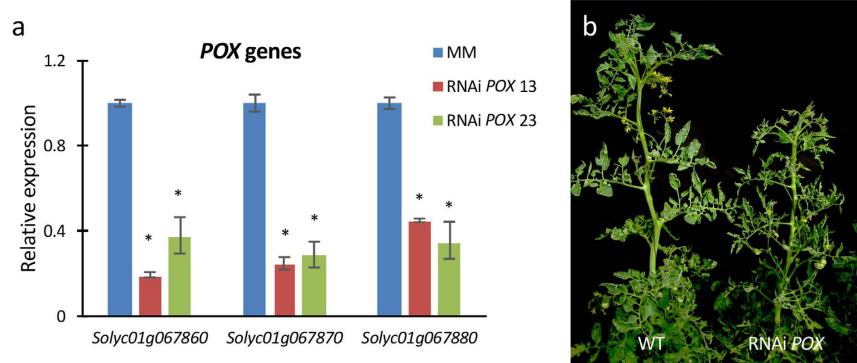 a
POX genes
Relative expression
1.2
0.8
0.4
0
* * * * * *
Solyc01g067860 Solyc01g067870 Solyc01g067880
MM
RNAi POX 13
RNAi POX 23
b
WT RNAi POX